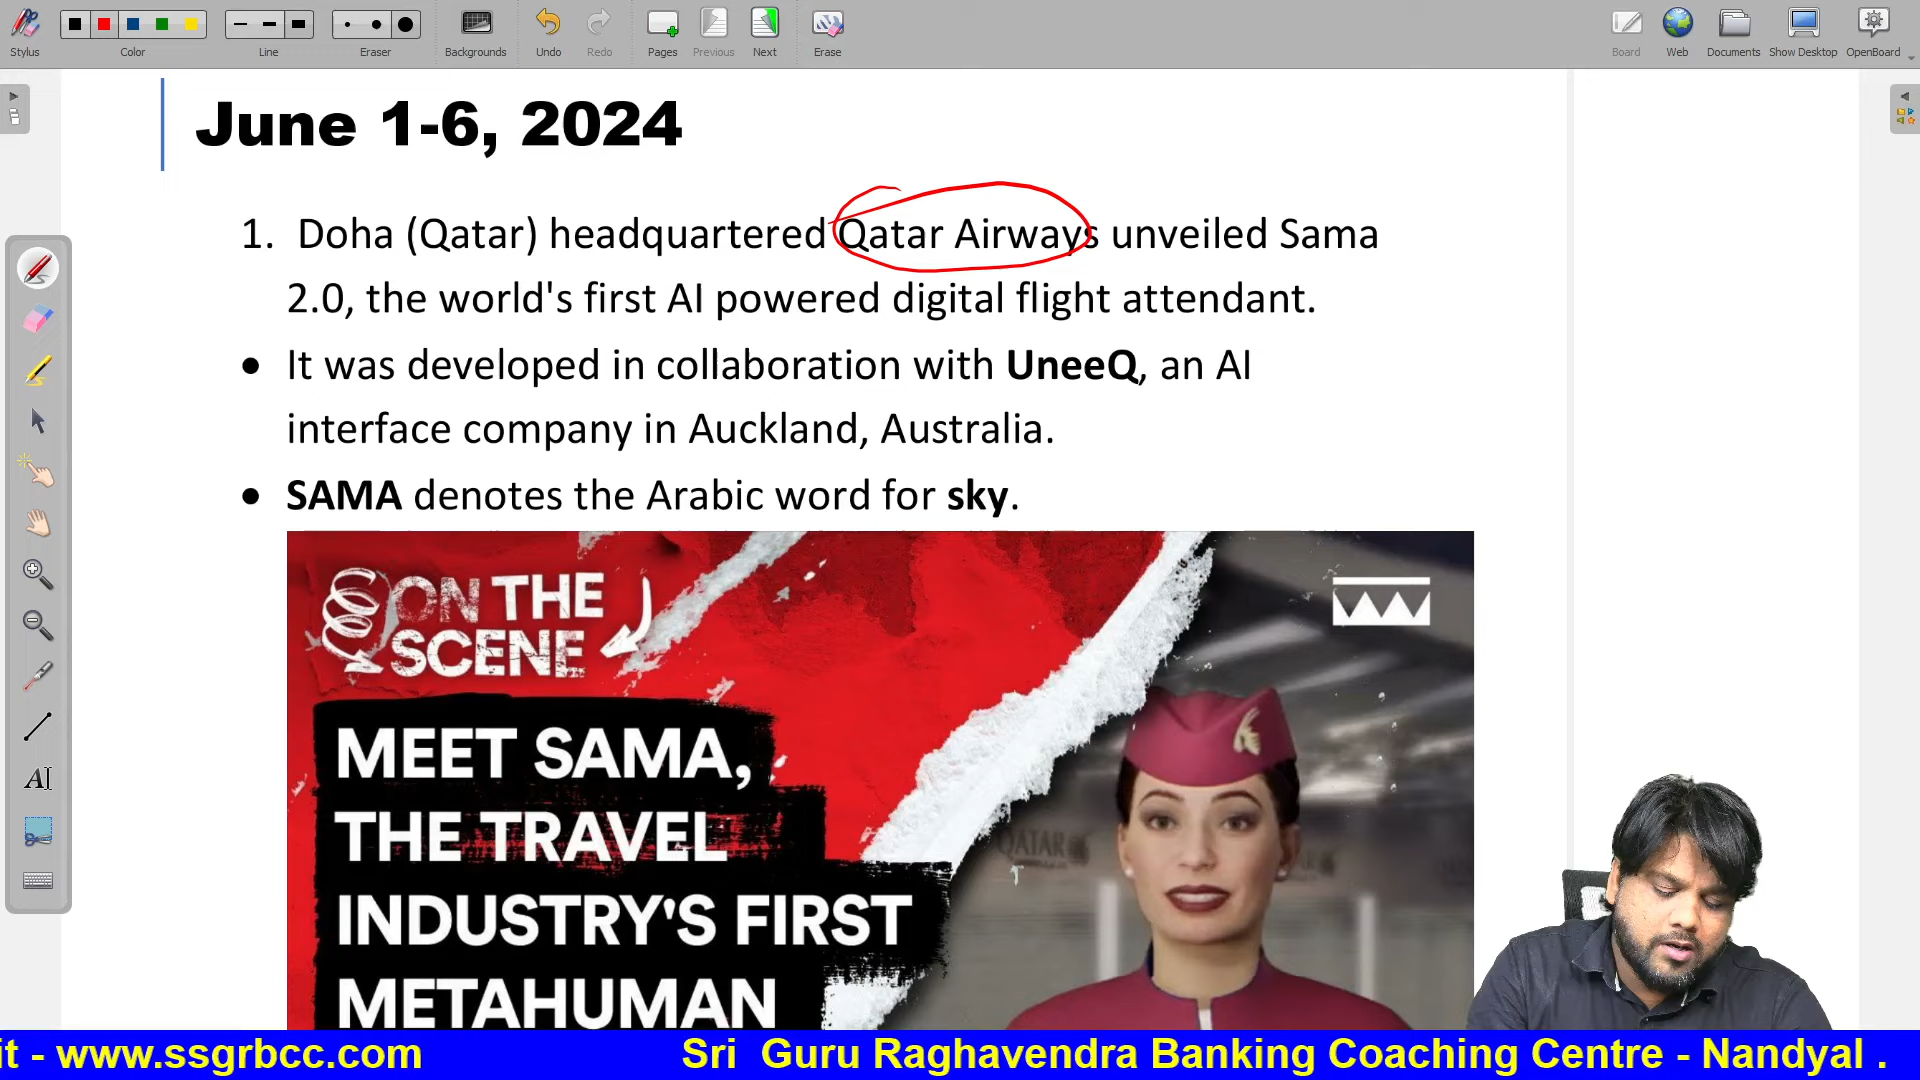 Stylus
Color
Line
Eraser
Backgrounds
Undo
Redo
Pages
Previous
Next
Erase
Board
Web
Documents
Show Desktop
OpenBoard
June 1-6, 2024
1. Doha (Qatar) headquartered Qatar Airways unveiled Sama
2.0, the world's first AI powered digital flight attendant.
• It was developed in collaboration with UneeQ, an AI
interface company in Auckland, Australia.
• SAMA denotes the Arabic word for sky.
ON THE
SCENE
MEET SAMA,
THE TRAVEL
INDUSTRY'S FIRST
METAHUMAN
QATAR
it - www.ssgrbcc.com Sri Guru Raghavendra Banking Coaching Centre - Nandyal .